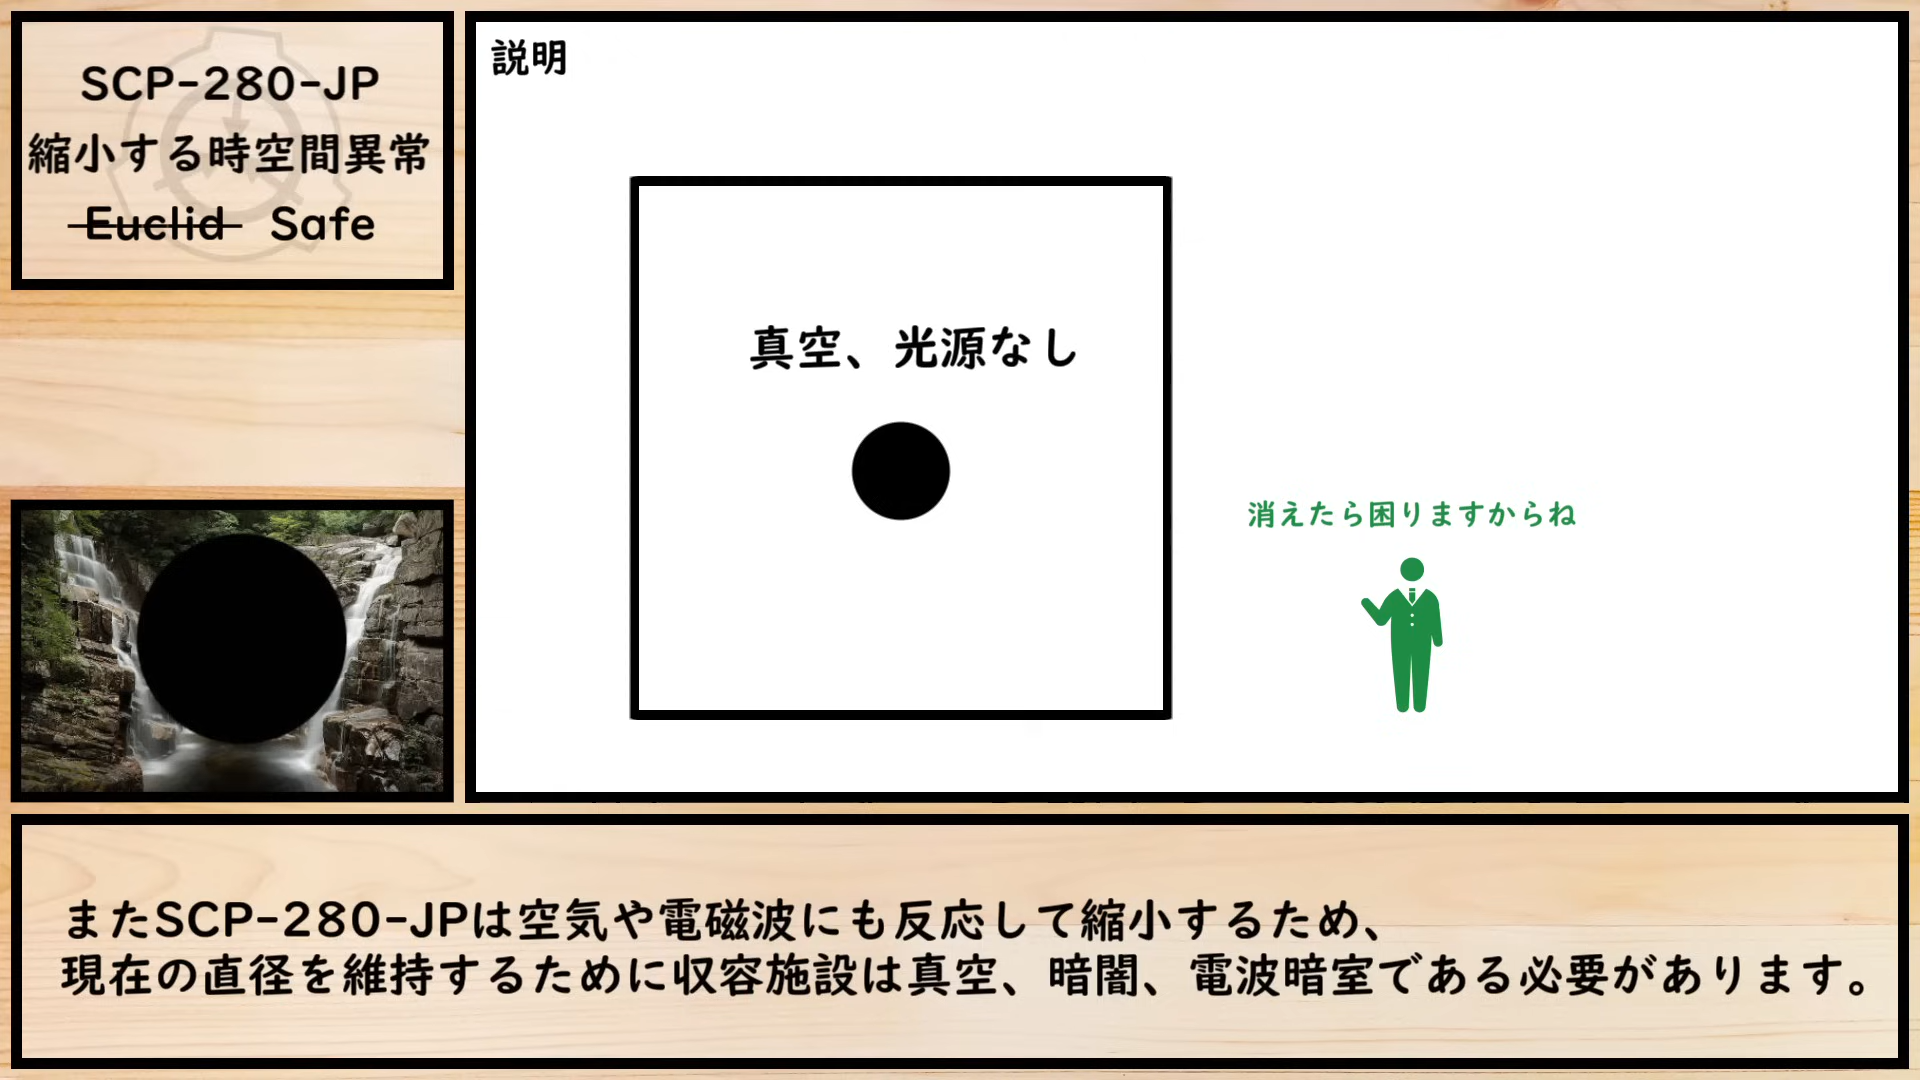 SCP-280-JP
縮小する時空間異常
Euclid Safe
説明
真空、光源なし
消えたら困りますからね
またSCP-280-JPは空気や電磁波にも反応して縮小するため、
現在の直径を維持するために収容施設は真空、暗闇、電波暗室である必要があります。